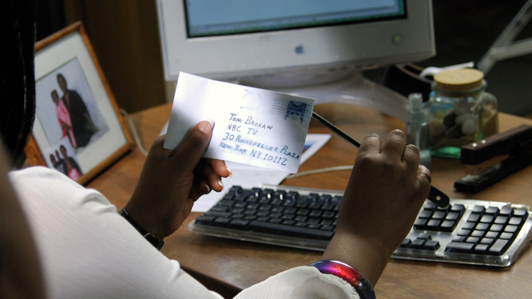 TOM BROKAW
NBC TV
30 ROCKEFELLER PLAZA
NEW YORK NY 10112